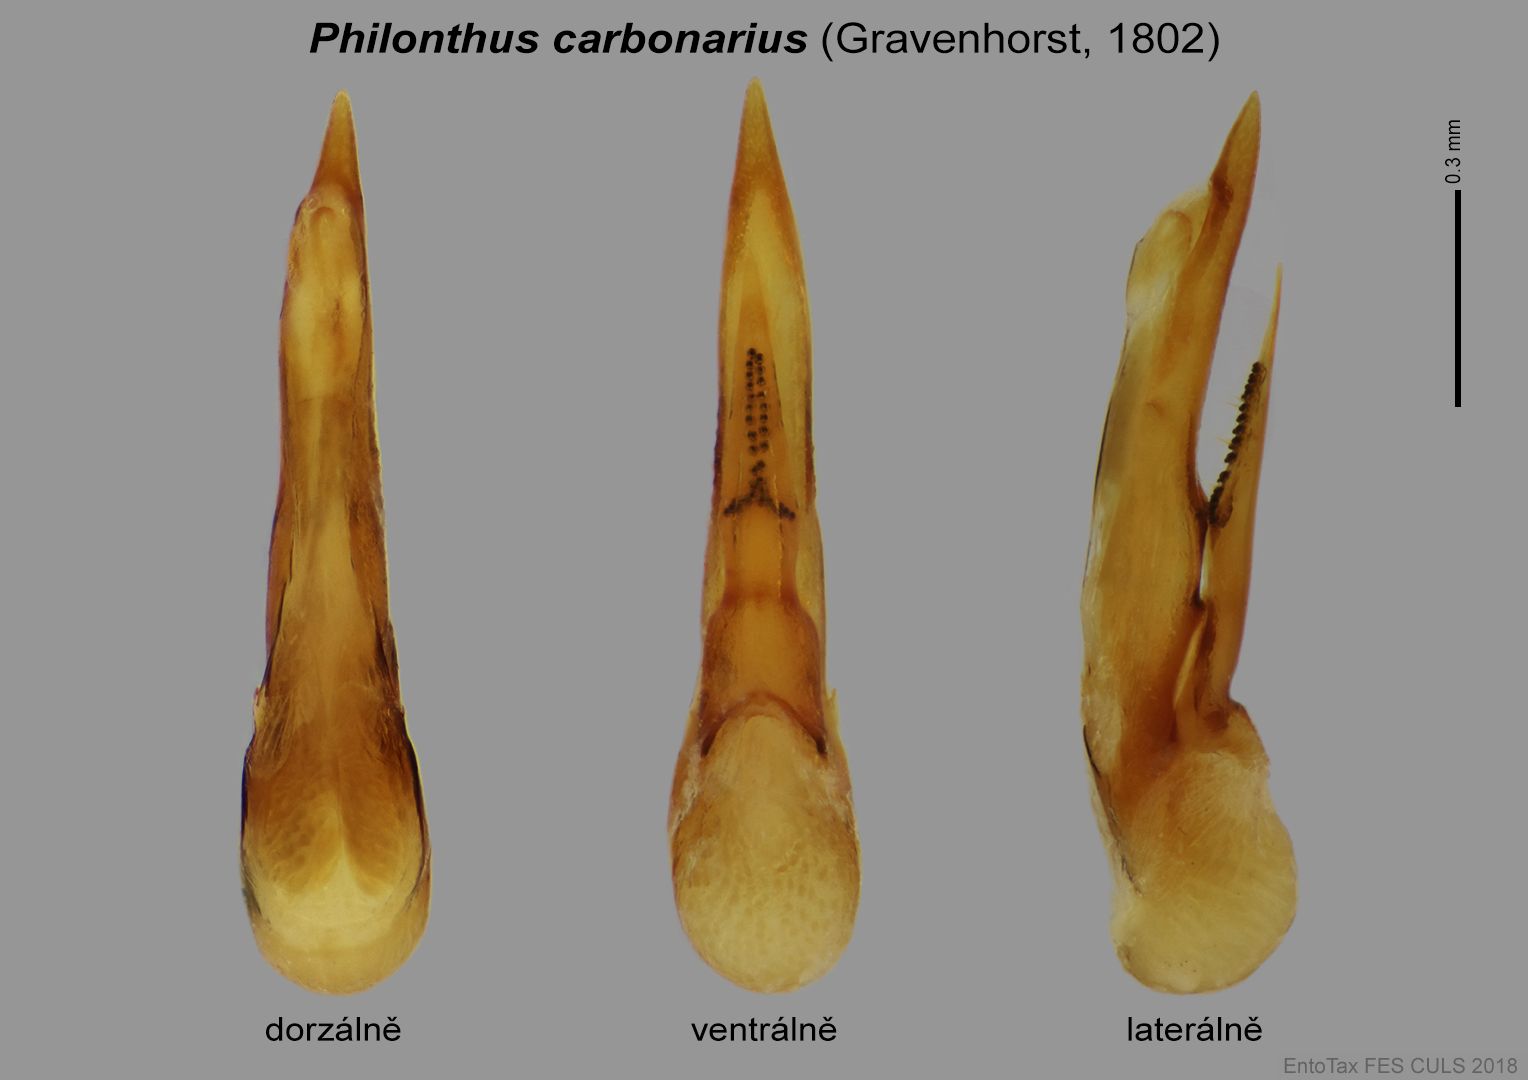 Philonthus carbonarius (Gravenhorst, 1802)
0.3 mm
dorzálně
ventrálně
laterálně
EntoTax FES CULS 2018